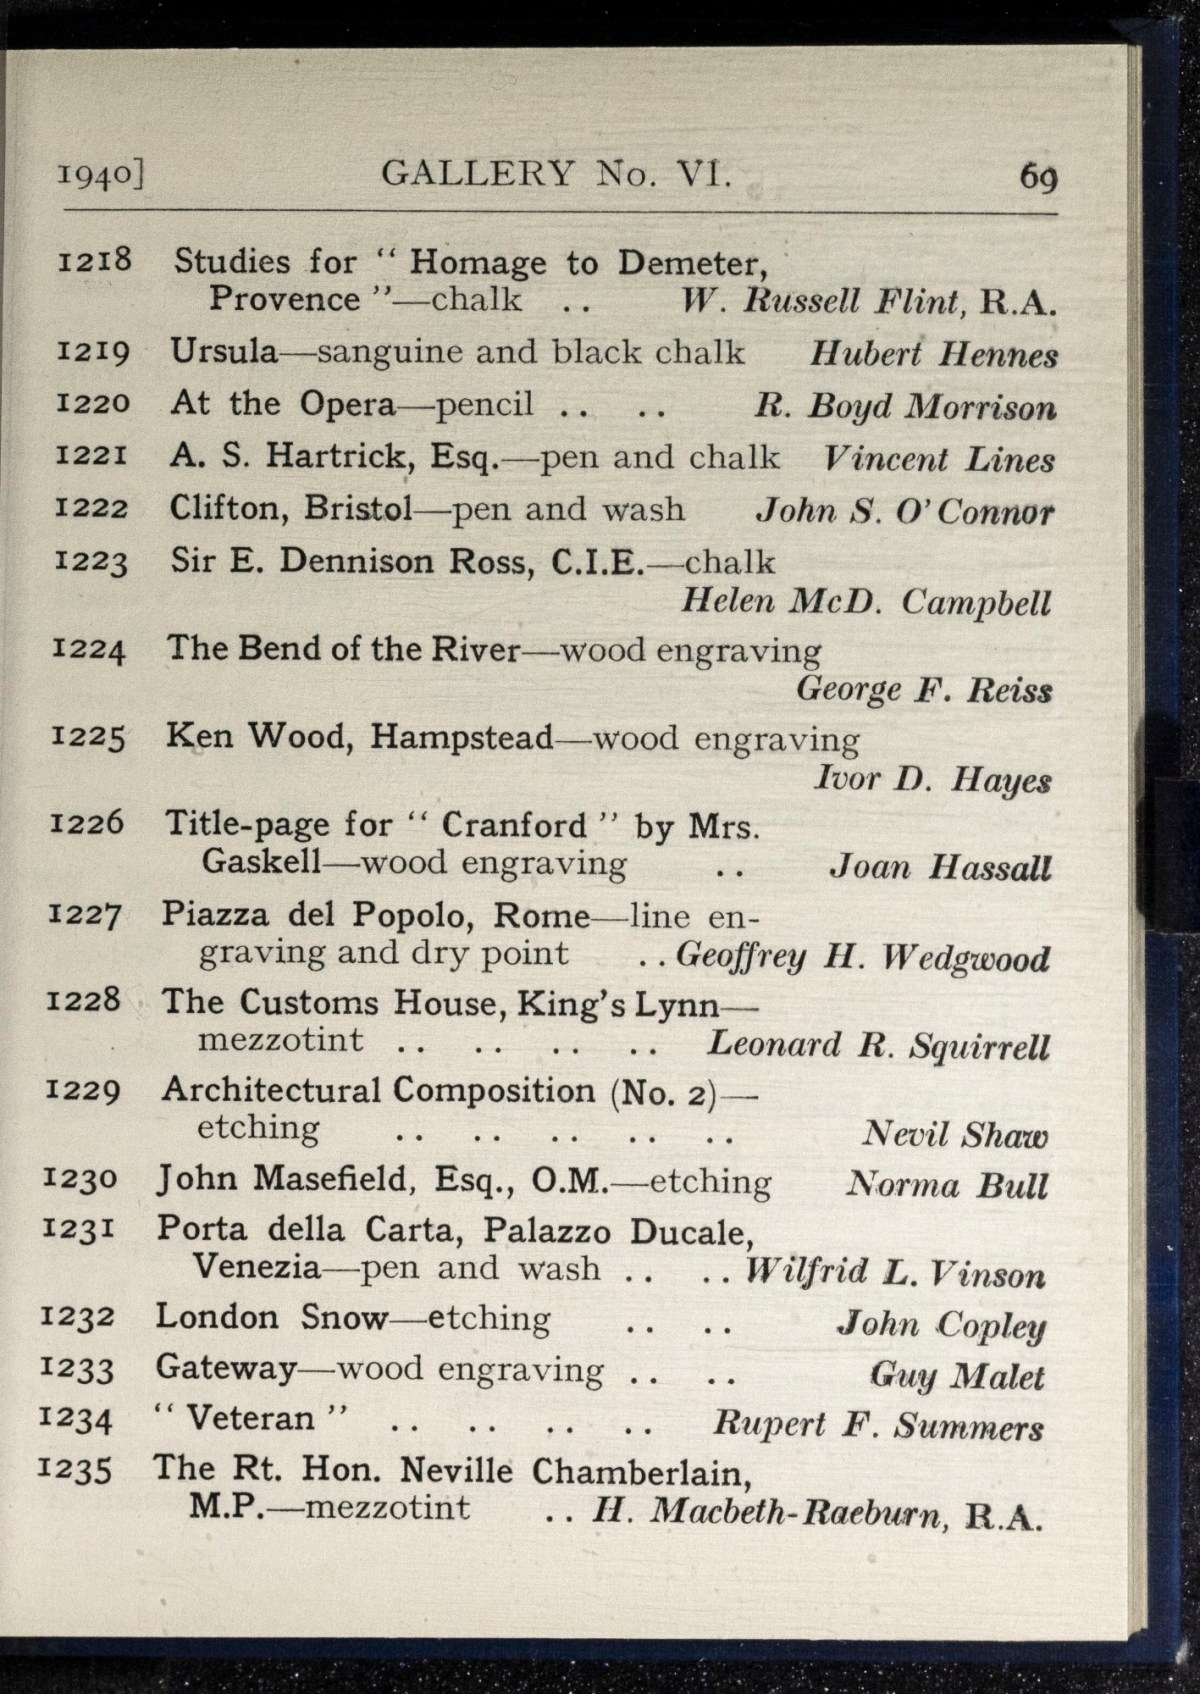 1940] GALLERY No. VI. 69
1218 Studies for " Homage to Demeter,
Provence "—chalk .. W. Russell Flint, R.A.
1219 Ursula—sanguine and black chalk Hubert Hennes
1220 At the Opera—pencil .. .. R. Boyd Morrison
1221 A. S. Hartrick, Esq.—pen and chalk Vincent Lines
1222 Clifton, Bristol—pen and wash John S. O'Connor
1223 Sir E. Dennison Ross, C.I.E.—chalk
Helen McD. Campbell
1224 The Bend of the River—wood engraving
George F. Reiss
1225 Ken Wood, Hampstead—wood engraving
Ivor D. Hayes
1226 Title-page for " Cranford " by Mrs.
Gaskell—wood engraving .. Joan Hassall
1227 Piazza del Popolo, Rome—line en-
graving and dry point .. Geoffrey H. Wedgwood
1228 The Customs House, King's Lynn—
mezzotint .. .. .. .. Leonard R. Squirrell
1229 Architectural Composition (No. 2)—
etching .. .. .. .. .. Nevil Shaw
1230 John Masefield, Esq., O.M.—etching Norma Bull
1231 Porta della Carta, Palazzo Ducale,
Venezia—pen and wash .. .. Wilfrid L. Vinson
1232 London Snow—etching .. .. John Copley
1233 Gateway—wood engraving .. .. Guy Malet
1234 " Veteran " .. .. .. .. Rupert F. Summers
1235 The Rt. Hon. Neville Chamberlain,
M.P.—mezzotint .. H. Macbeth-Raeburn, R.A.